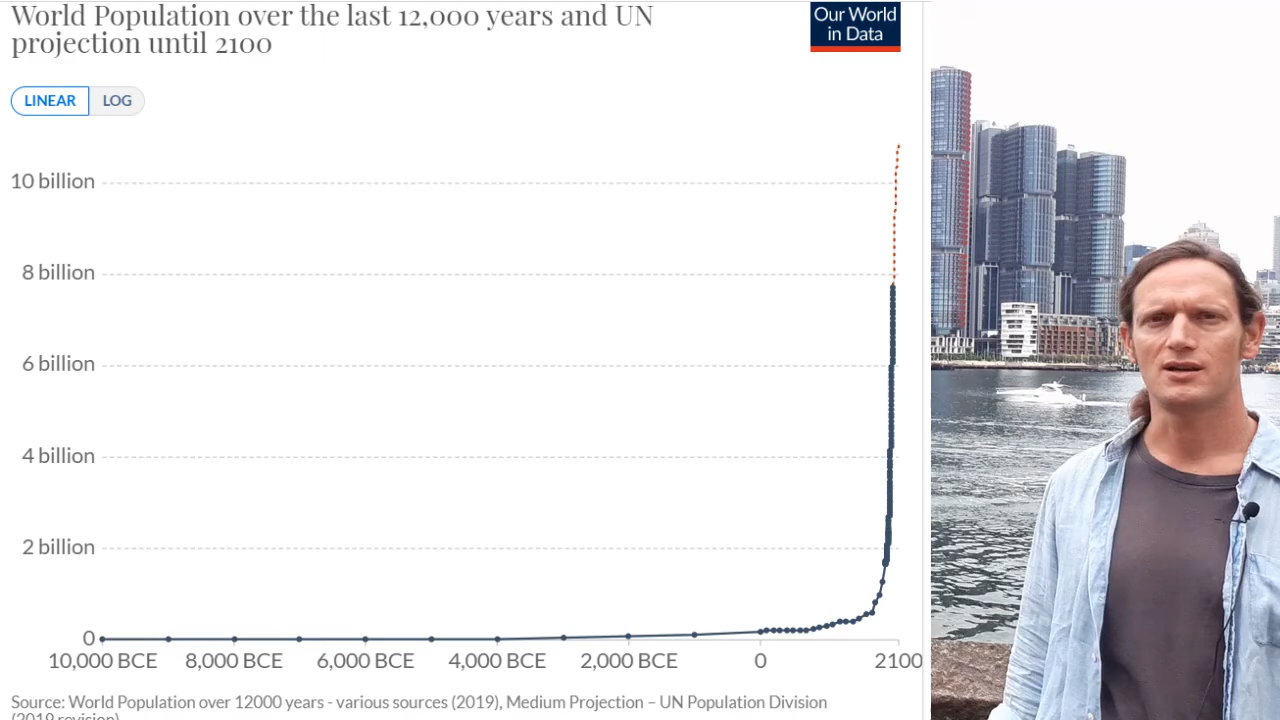 World Population over the last 12,000 years and UN
projection until 2100
Our World
in Data
LINEAR LOG
10 billion
8 billion
6 billion
4 billion
2 billion
0
10,000 BCE 8,000 BCE 6,000 BCE 4,000 BCE 2,000 BCE 0 2100
Source: World Population over 12000 years - various sources (2019), Medium Projection – UN Population Division
(2019 revision)